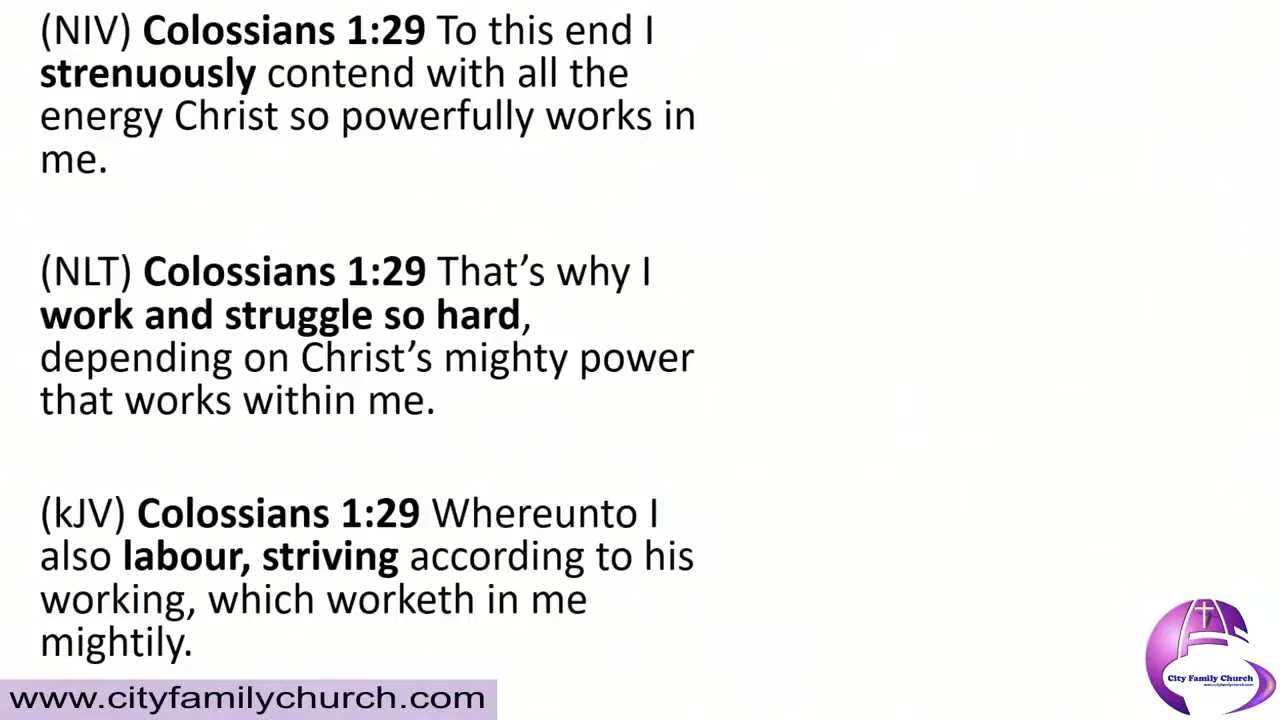 (NIV) Colossians 1:29 To this end I
strenuously contend with all the
energy Christ so powerfully works in
me.
(NLT) Colossians 1:29 That’s why I
work and struggle so hard,
depending on Christ’s mighty power
that works within me.
(kJV) Colossians 1:29 Whereunto I
also labour, striving according to his
working, which worketh in me
mightily.
www.cityfamilychurch.com
City Family Church
www.cityfamilychurch.com